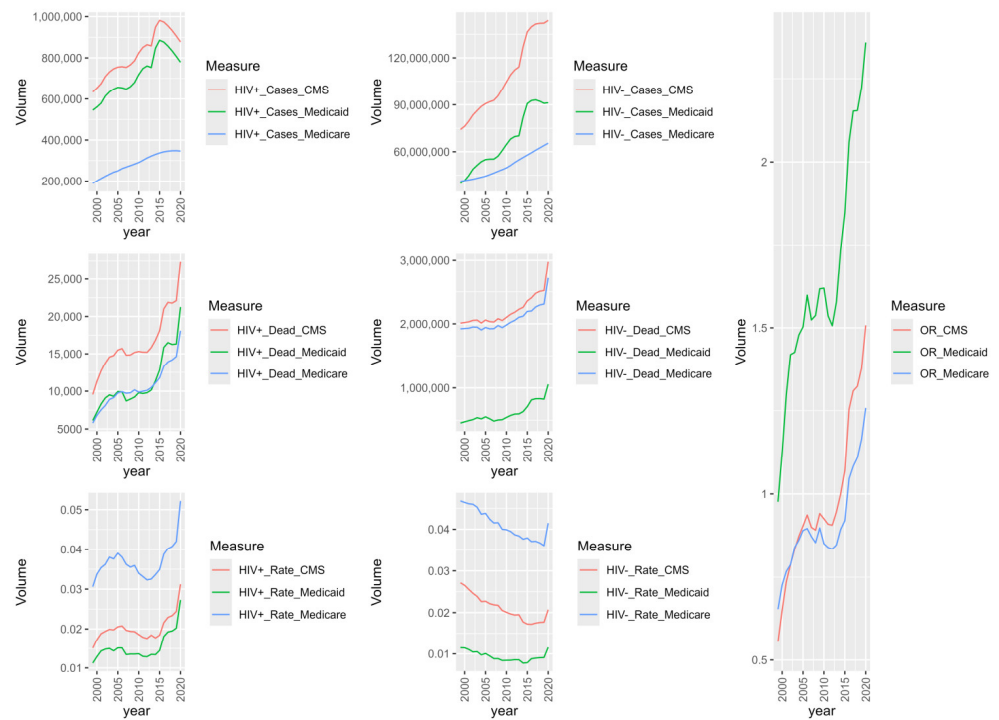 1,000,000
800,000
600,000
400,000
200,000
Volume
2000
2005
2010
2015
2020
year
Measure
HIV+_Cases_CMS
HIV+_Cases_Medicaid
HIV+_Cases_Medicare
120,000,000
90,000,000
60,000,000
Volume
2000
2005
2010
2015
2020
year
Measure
HIV-_Cases_CMS
HIV-_Cases_Medicaid
HIV-_Cases_Medicare
25,000
20,000
15,000
10,000
5000
Volume
2000
2005
2010
2015
2020
year
Measure
HIV+_Dead_CMS
HIV+_Dead_Medicaid
HIV+_Dead_Medicare
3,000,000
2,000,000
1,000,000
Volume
2000
2005
2010
2015
2020
year
Measure
HIV-_Dead_CMS
HIV-_Dead_Medicaid
HIV-_Dead_Medicare
0.05
0.04
0.03
0.02
0.01
Volume
2000
2005
2010
2015
2020
year
Measure
HIV+_Rate_CMS
HIV+_Rate_Medicaid
HIV+_Rate_Medicare
0.04
0.03
0.02
0.01
Volume
2000
2005
2010
2015
2020
year
Measure
HIV-_Rate_CMS
HIV-_Rate_Medicaid
HIV-_Rate_Medicare
2
1.5
1
0.5
Volume
2000
2005
2010
2015
2020
year
Measure
OR_CMS
OR_Medicaid
OR_Medicare